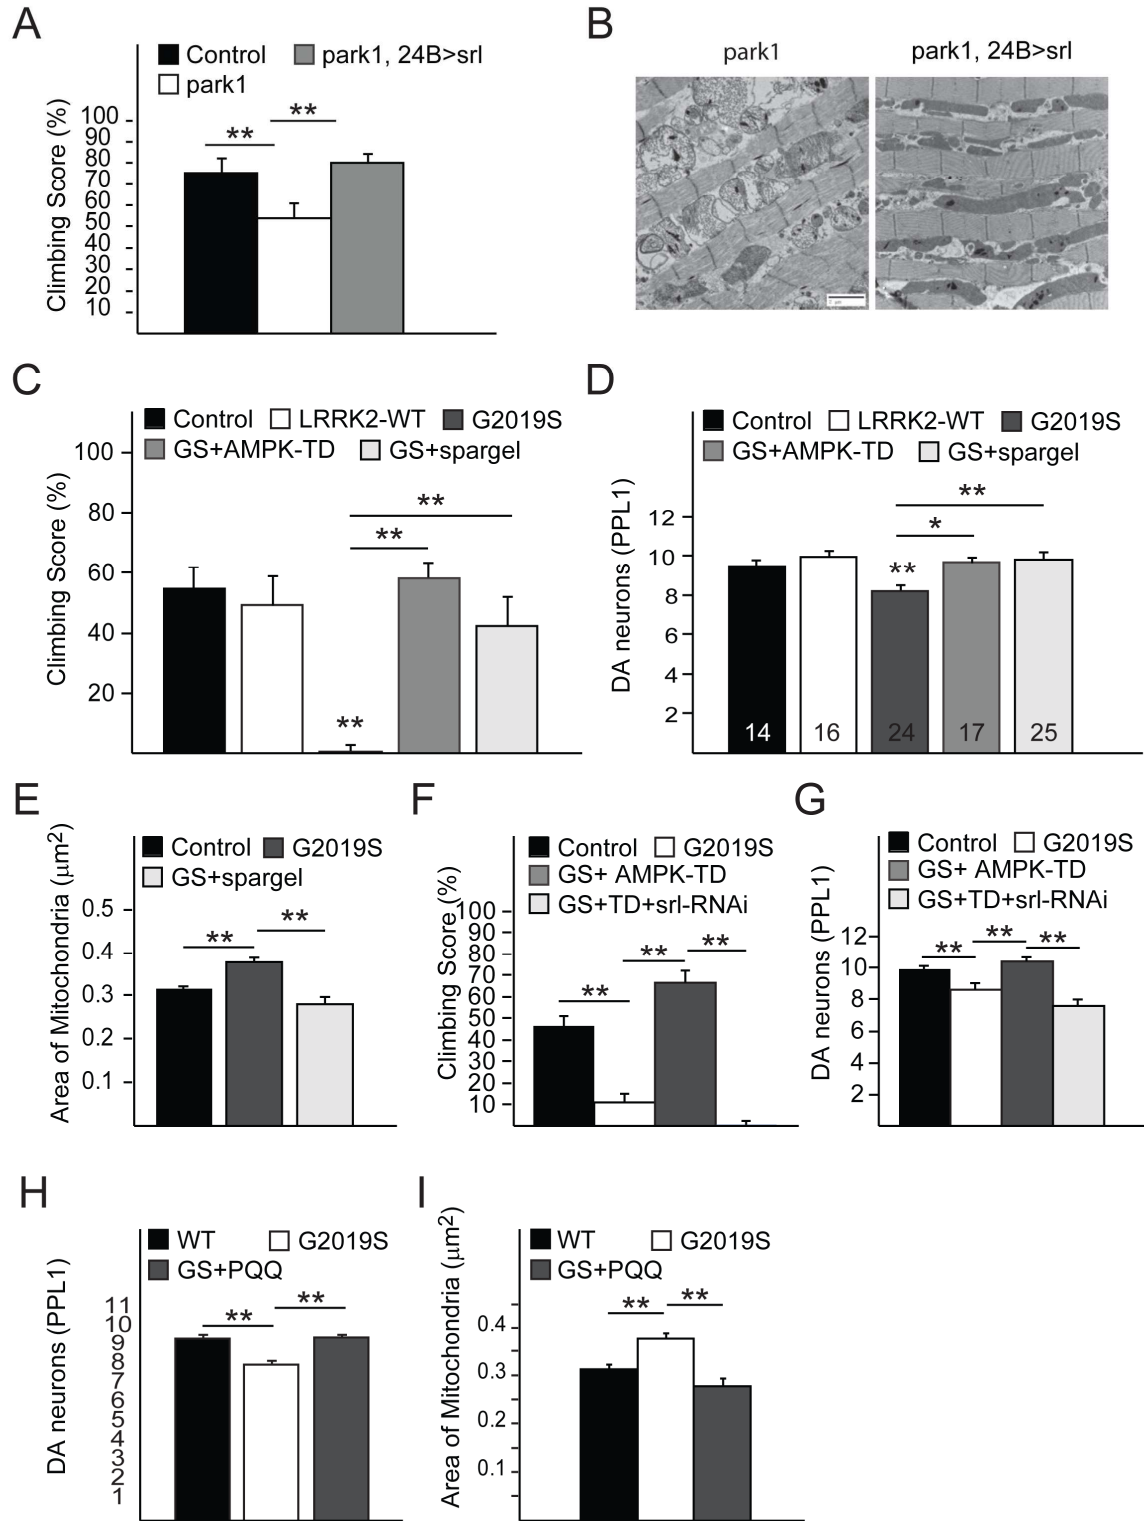 A
Control
park1, 24B>srl
park1
Climbing Score (%)
100
90
80
70
60
50
40
30
20
10
**
**
B
park1
park1, 24B>srl
C
Control
LRRK2-WT
G2019S
GS+AMPK-TD
GS+spargel
Climbing Score (%)
100
80
60
40
20
**
**
**
D
Control
LRRK2-WT
G2019S
GS+AMPK-TD
GS+spargel
DA neurons (PPL1)
12
10
8
6
4
2
**
*
**
14
16
24
17
25
E
Control
G2019S
GS+spargel
Area of Mitochondria (µm²)
0.5
0.4
0.3
0.2
0.1
**
**
F
Control
G2019S
GS+ AMPK-TD
GS+TD+srl-RNAi
Climbing Score (%)
100
90
80
70
60
50
40
30
20
10
**
**
**
G
Control
G2019S
GS+ AMPK-TD
GS+TD+srl-RNAi
DA neurons (PPL1)
12
10
8
6
4
2
**
**
**
H
WT
G2019S
GS+PQQ
DA neurons (PPL1)
11
10
9
8
7
6
5
4
3
2
1
**
**
I
WT
G2019S
GS+PQQ
Area of Mitochondria (µm²)
0.4
0.3
0.2
0.1
**
**